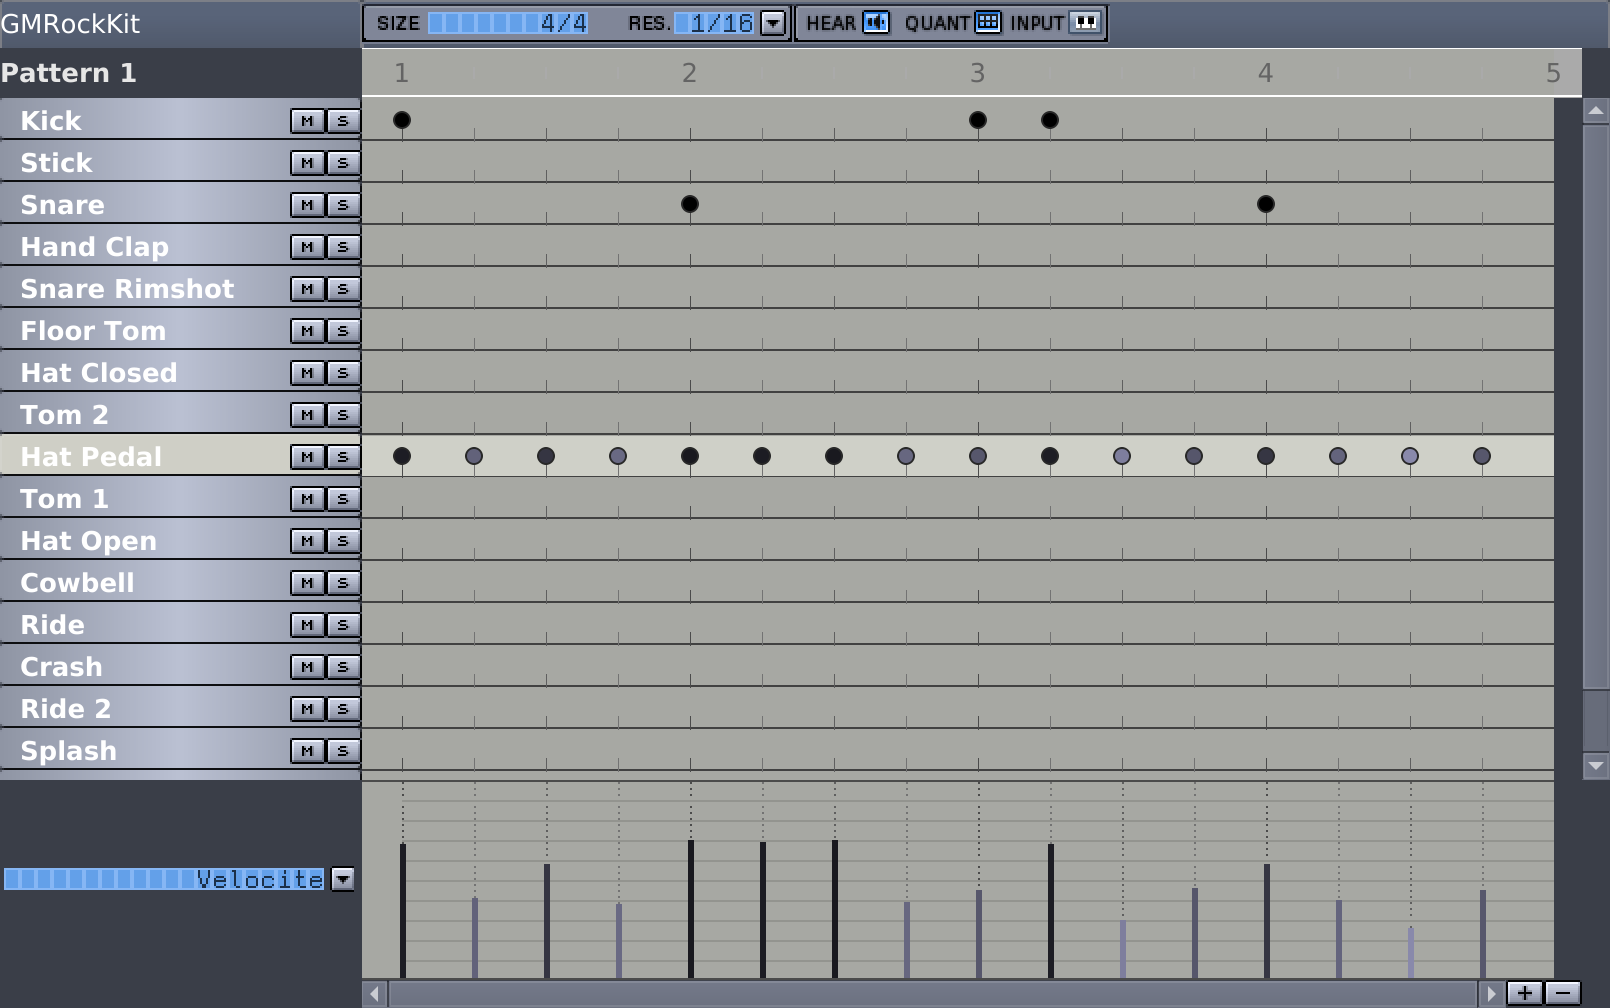 GMRockKit SIZE 4/4 RES. 1/16 HEAR QUANT INPUT
Pattern 1 1 2 3 4 5
Kick M S
Stick M S
Snare M S
Hand Clap M S
Snare Rimshot M S
Floor Tom M S
Hat Closed M S
Tom 2 M S
Hat Pedal M S
Tom 1 M S
Hat Open M S
Cowbell M S
Ride M S
Crash M S
Ride 2 M S
Splash M S
Velocite
+ −